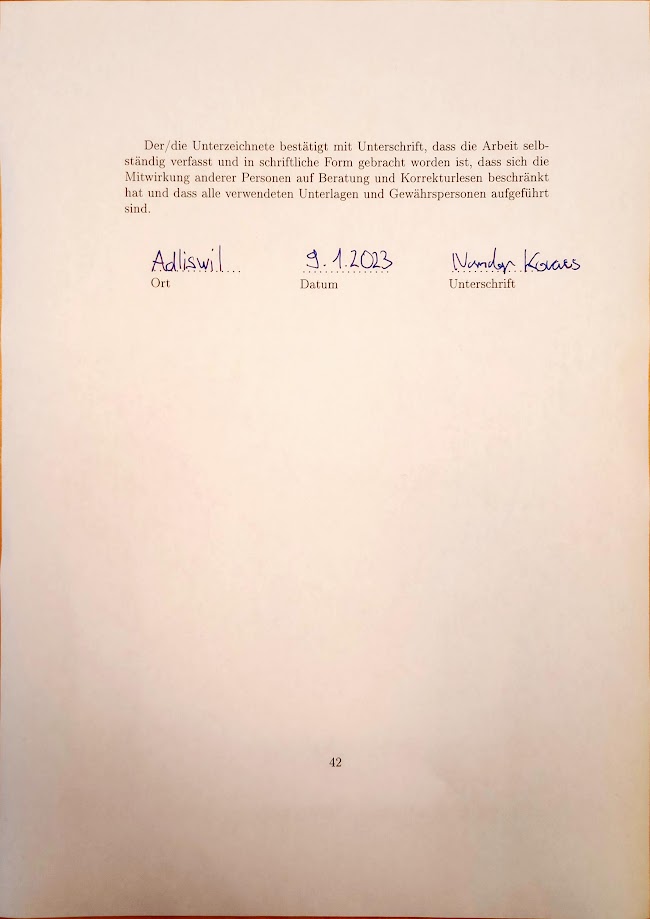 Der/die Unterzeichnete bestätigt mit Unterschrift, dass die Arbeit selb-
ständig verfasst und in schriftliche Form gebracht worden ist, dass sich die
Mitwirkung anderer Personen auf Beratung und Korrekturlesen beschränkt
hat und dass alle verwendeten Unterlagen und Gewährspersonen aufgeführt
sind.
Adliswil 9.1.2023 Kovacs
Ort Datum Unterschrift
42